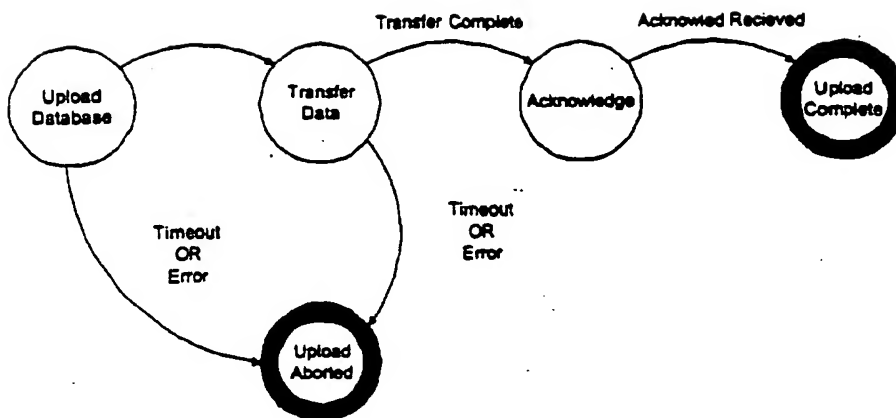 Transfer Complete
Acknowled Recieved
Upload
Database
Transfer
Data
Acknowledge
Upload
Complete
Timeout
OR
Error
Timeout
OR
Error
Upload
Aborted